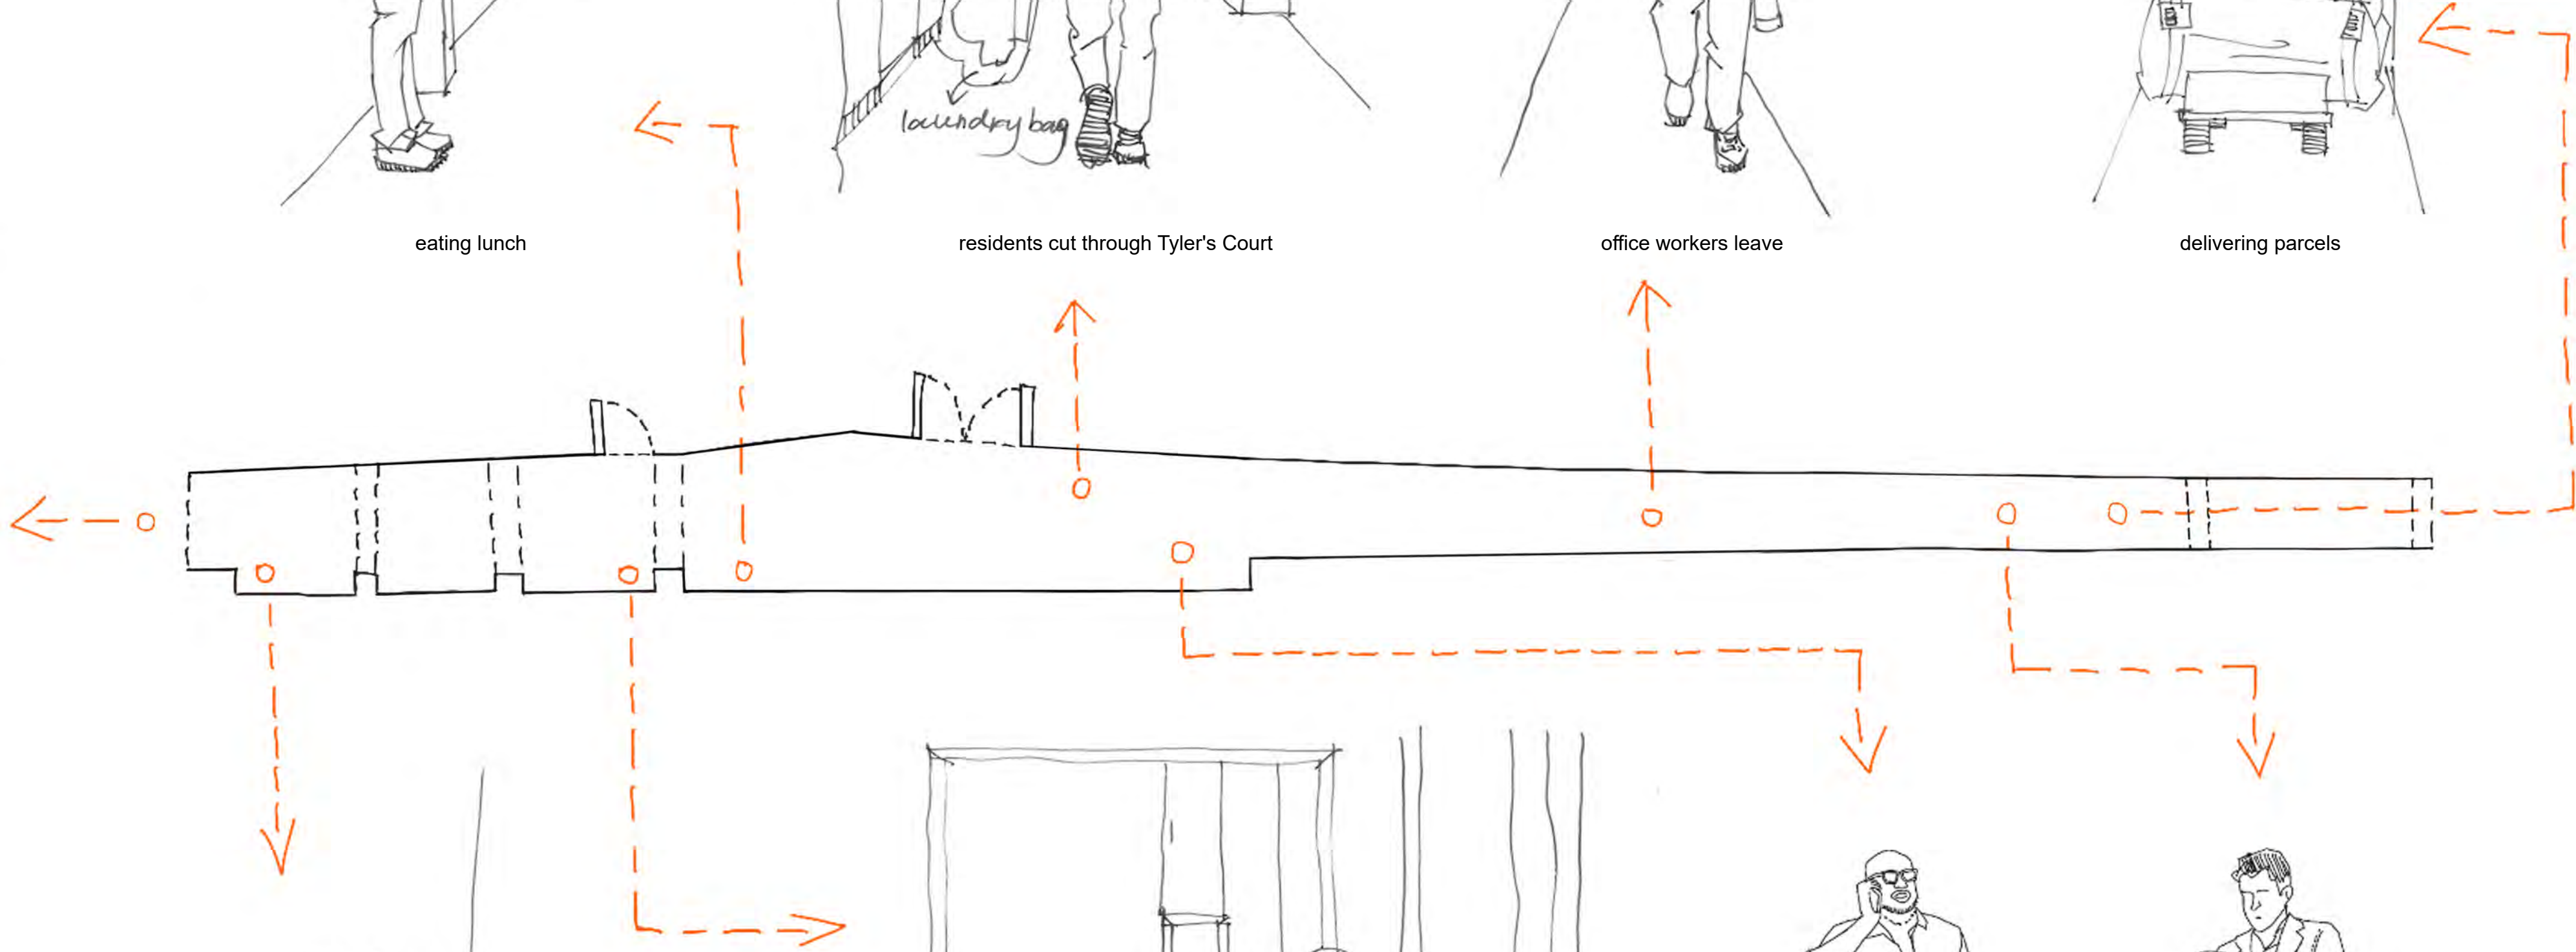 laundry bag
eating lunch
residents cut through Tyler's Court
office workers leave
delivering parcels